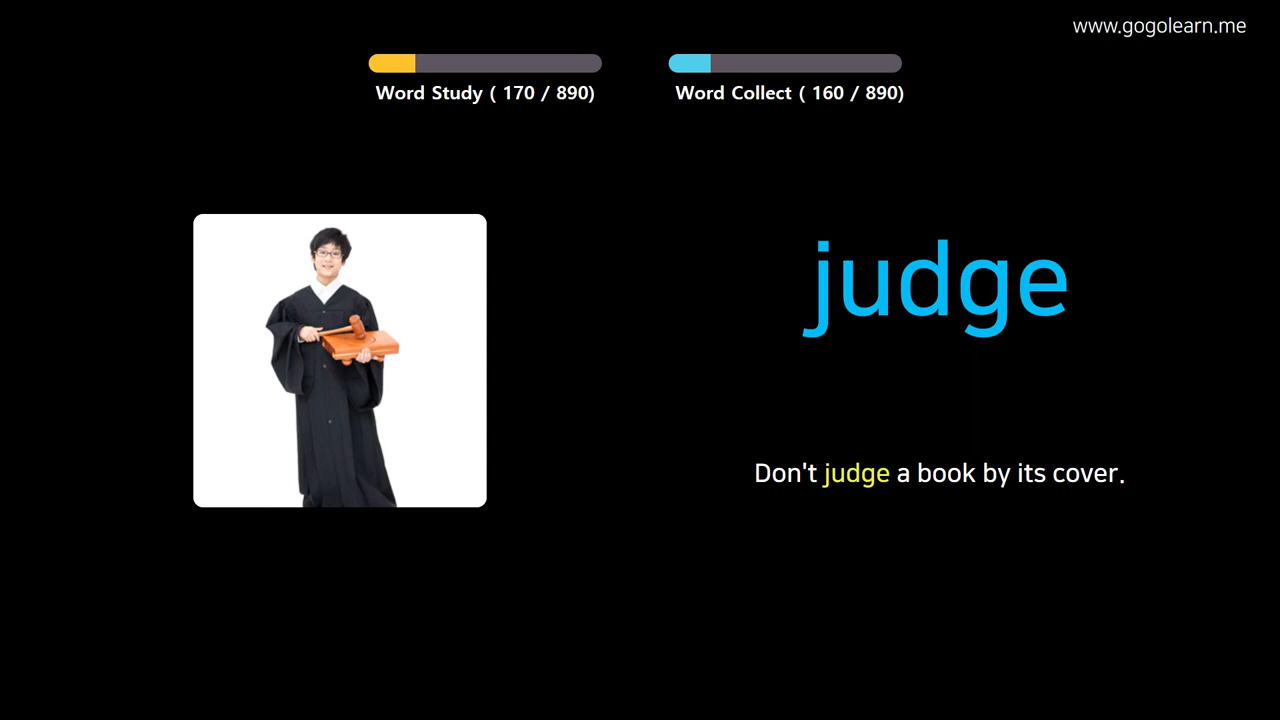 www.gogolearn.me
Word Study ( 170 / 890)
Word Collect ( 160 / 890)
judge
Don't judge a book by its cover.